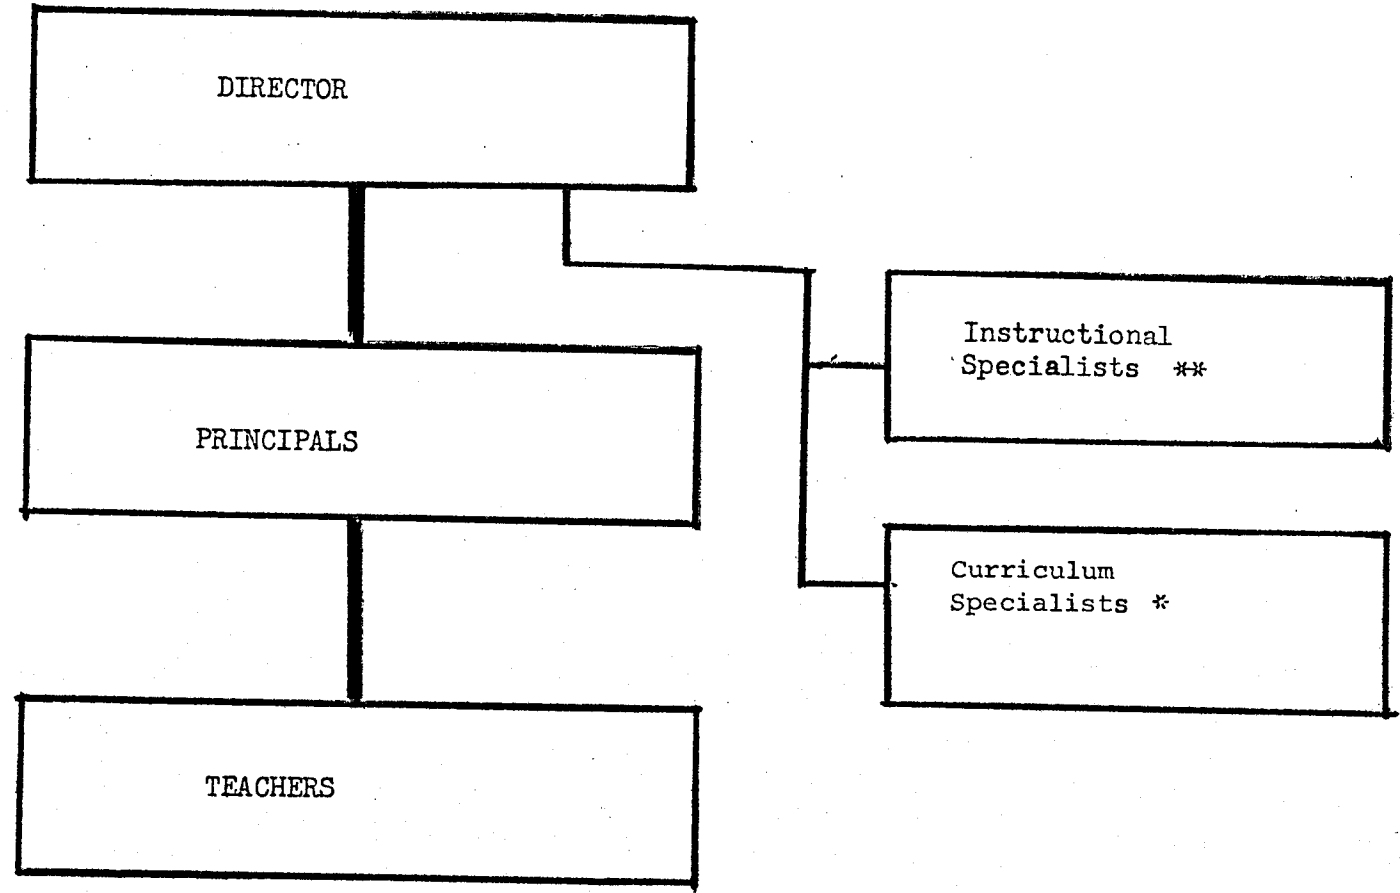 DIRECTOR
Instructional
Specialists **
PRINCIPALS
Curriculum
Specialists *
TEACHERS